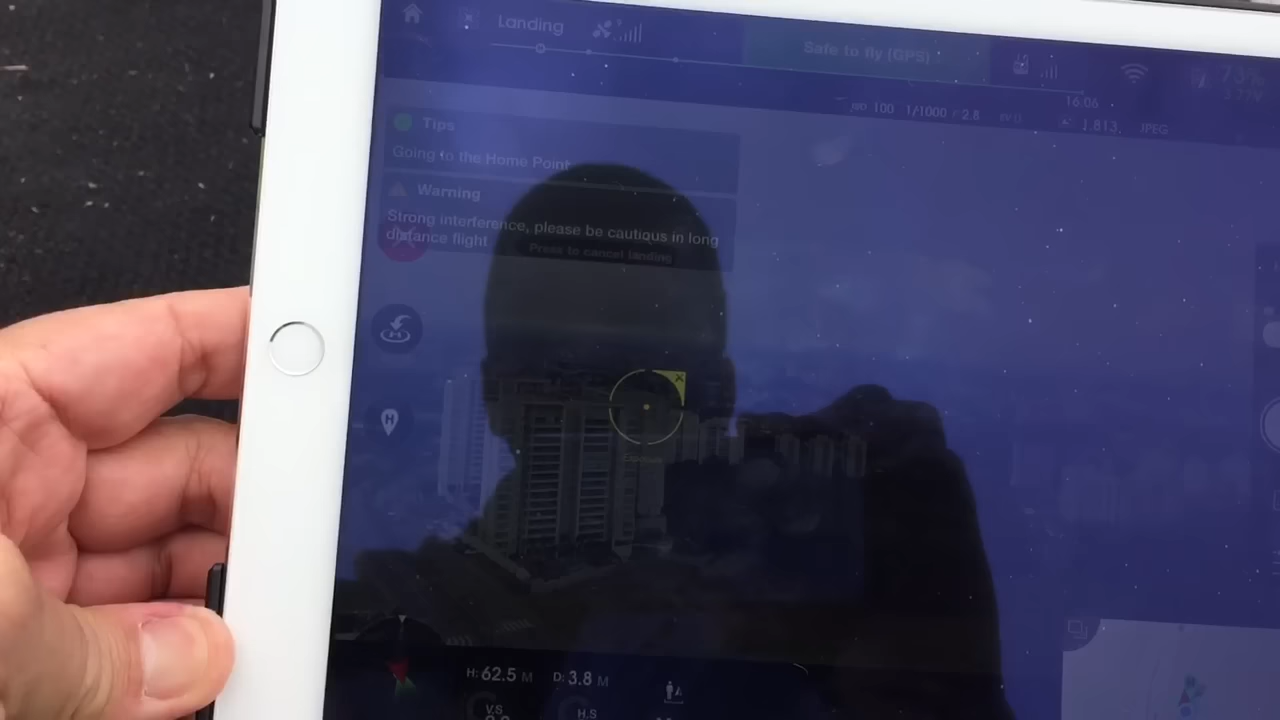 Landing
Safe to fly (GPS)
16:06
ISO 100 1/1000 / 2.8
1.813, JPEG
Tips
Going to the Home Point
Warning
Strong interference, please be cautious in long
distance flight
Press to cancel landing
H
H: 62.5 M D: 3.8 M
V.S H.S